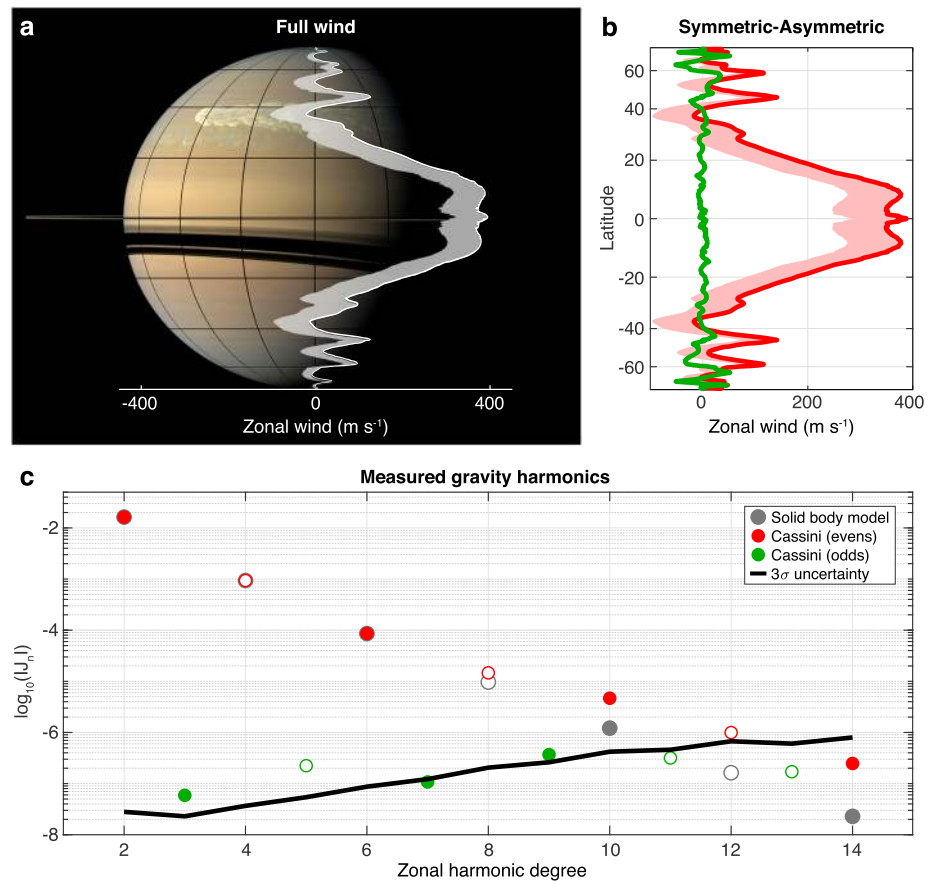 a
Full wind
-400
0
400
Zonal wind (m s-1)
b
Symmetric-Asymmetric
60
40
20
0
-20
-40
-60
Latitude
0
200
400
Zonal wind (m s-1)
c
Measured gravity harmonics
-2
-4
-6
-8
log10(|Jn|)
Solid body model
Cassini (evens)
Cassini (odds)
3σ uncertainty
2
4
6
8
10
12
14
Zonal harmonic degree